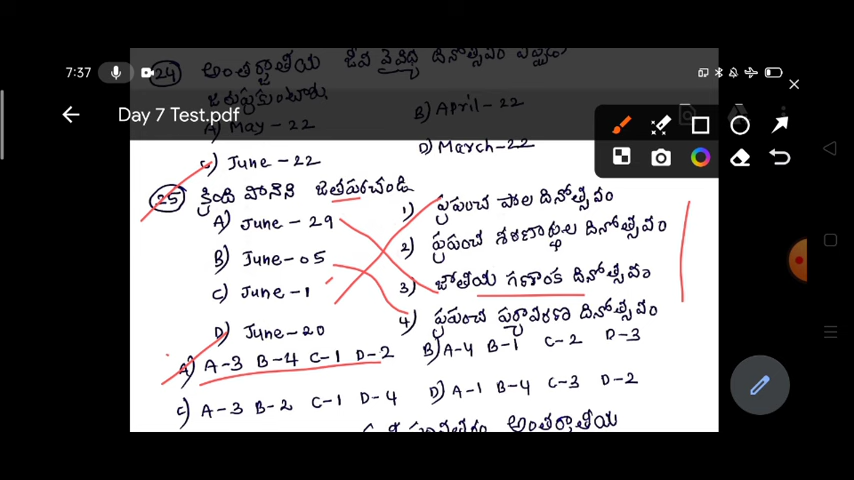 7:37
Day 7 Test.pdf
24) అంతర్జాతీయ జీవ వైవిధ్య దినోత్సవం ఎప్పుడు
జరుపుకుంటారు
A) May - 22
B) April - 22
C) June - 22
D) March - 22
25) క్రింది వానిని జతపరచండి
A) June - 29
1) ప్రపంచ పాల దినోత్సవం
B) June - 05
2) ప్రపంచ శరణార్థుల దినోత్సవం
C) June - 1
3) జాతీయ గణాంక దినోత్సవం
D) June - 20
4) ప్రపంచ పర్యావరణ దినోత్సవం
A) A-3 B-4 C-1 D-2
B) A-4 B-1 C-2 D-3
C) A-3 B-2 C-1 D-4
D) A-1 B-4 C-3 D-2
అంతర్జాతీయ